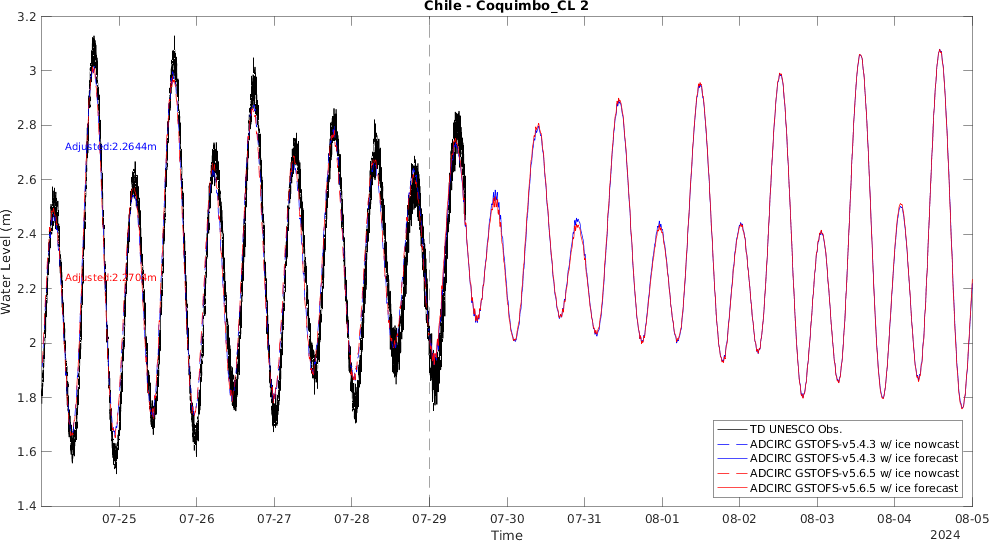 Chile - Coquimbo_CL 2
3.2
3
2.8
2.6
2.4
2.2
2
1.8
1.6
1.4
Water Level (m)
Adjusted:2.2644m
Adjusted:2.2704m
TD UNESCO Obs.
ADCIRC GSTOFS-v5.4.3 w/ ice nowcast
ADCIRC GSTOFS-v5.4.3 w/ ice forecast
ADCIRC GSTOFS-v5.6.5 w/ ice nowcast
ADCIRC GSTOFS-v5.6.5 w/ ice forecast
07-25 07-26 07-27 07-28 07-29 07-30 07-31 08-01 08-02 08-03 08-04 08-05
Time
2024